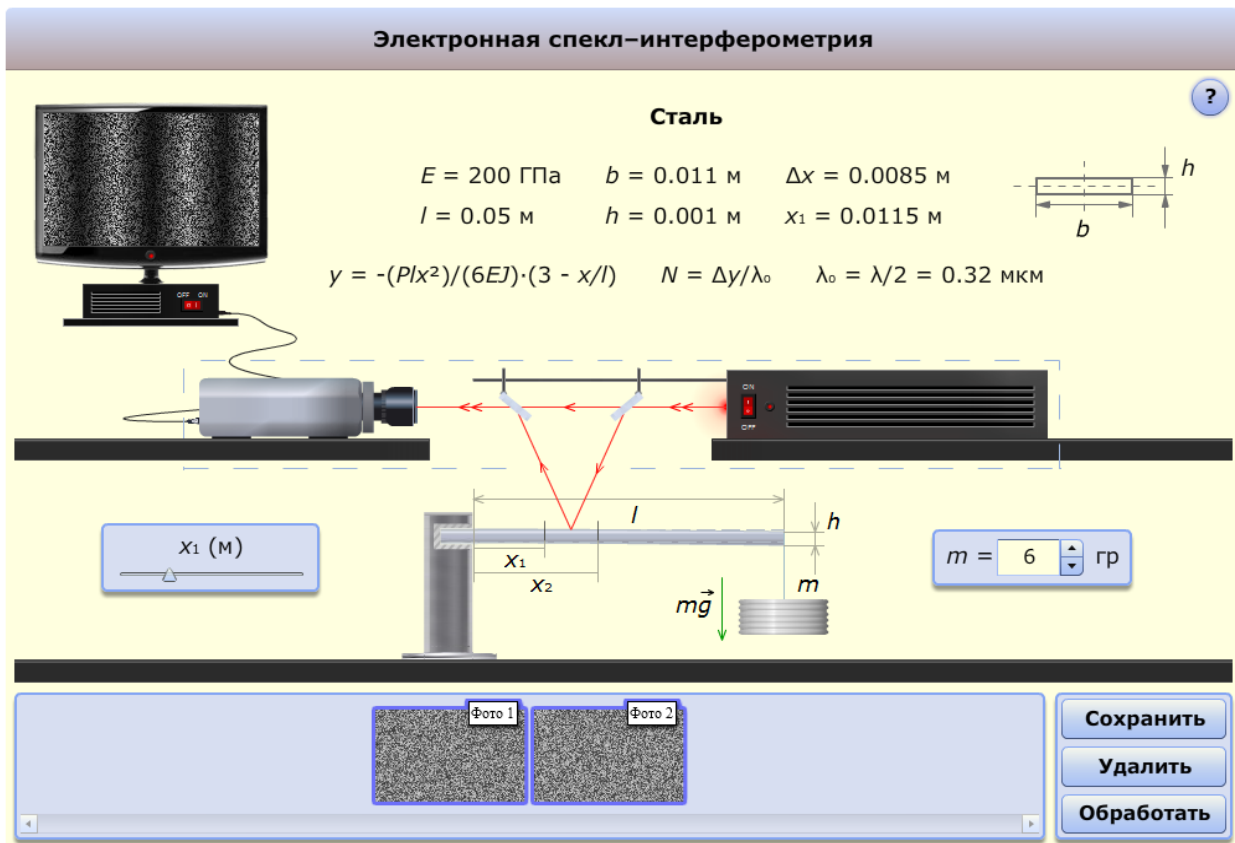 Электронная спекл–интерферометрия
?
Сталь
E = 200 ГПа b = 0.011 м Δx = 0.0085 м
l = 0.05 м h = 0.001 м x₁ = 0.0115 м
h
b
y = -(Plx²)/(6EJ)·(3 - x/l) N = Δy/λₒ λₒ = λ/2 = 0.32 мкм
OFF ON
ON
OFF
l
h
x₁ (м)
x₁
x₂
m = 6 гр
m
mg⃗
Фото 1 Фото 2
Сохранить
Удалить
Обработать